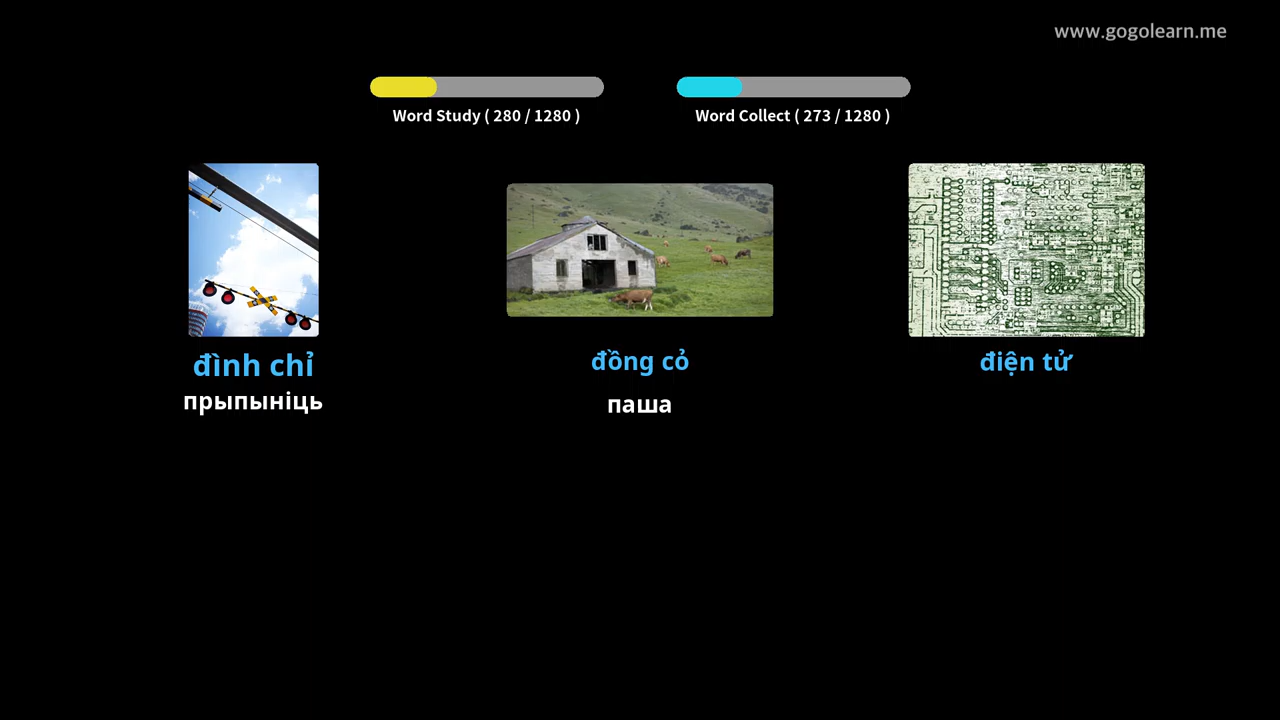 www.gogolearn.me
Word Study ( 280 / 1280 )
Word Collect ( 273 / 1280 )
đình chỉ
прыпыніць
đồng cỏ
паша
điện tử